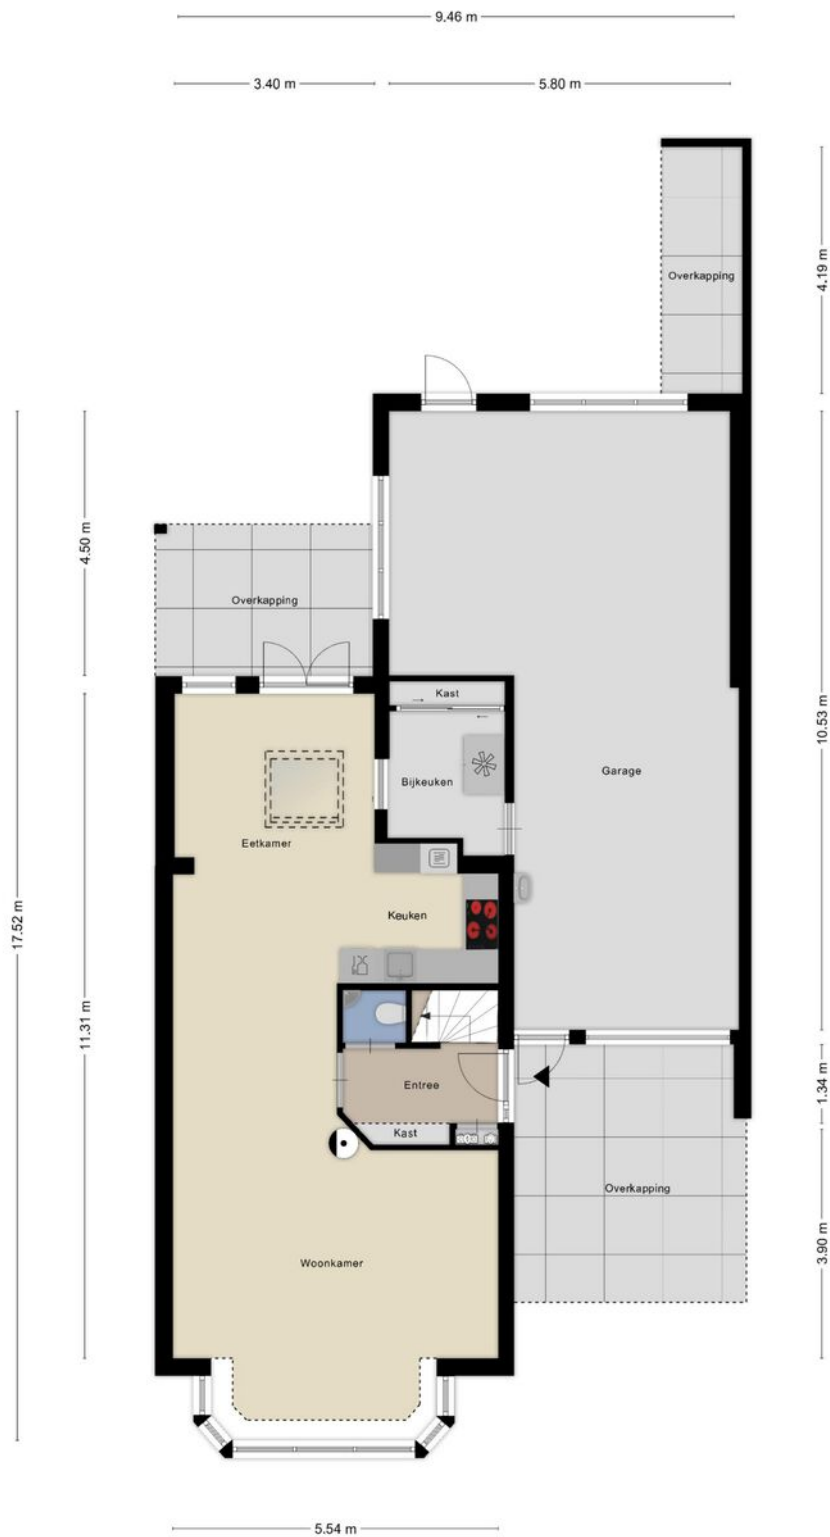 9.46 m
3.40 m
5.80 m
4.19 m
Overkapping
4.50 m
Overkapping
Kast
10.53 m
Bijkeuken
Garage
Eetkamer
Keuken
17.52 m
11.31 m
Entree
1.34 m
Kast
Overkapping
3.90 m
Woonkamer
5.54 m